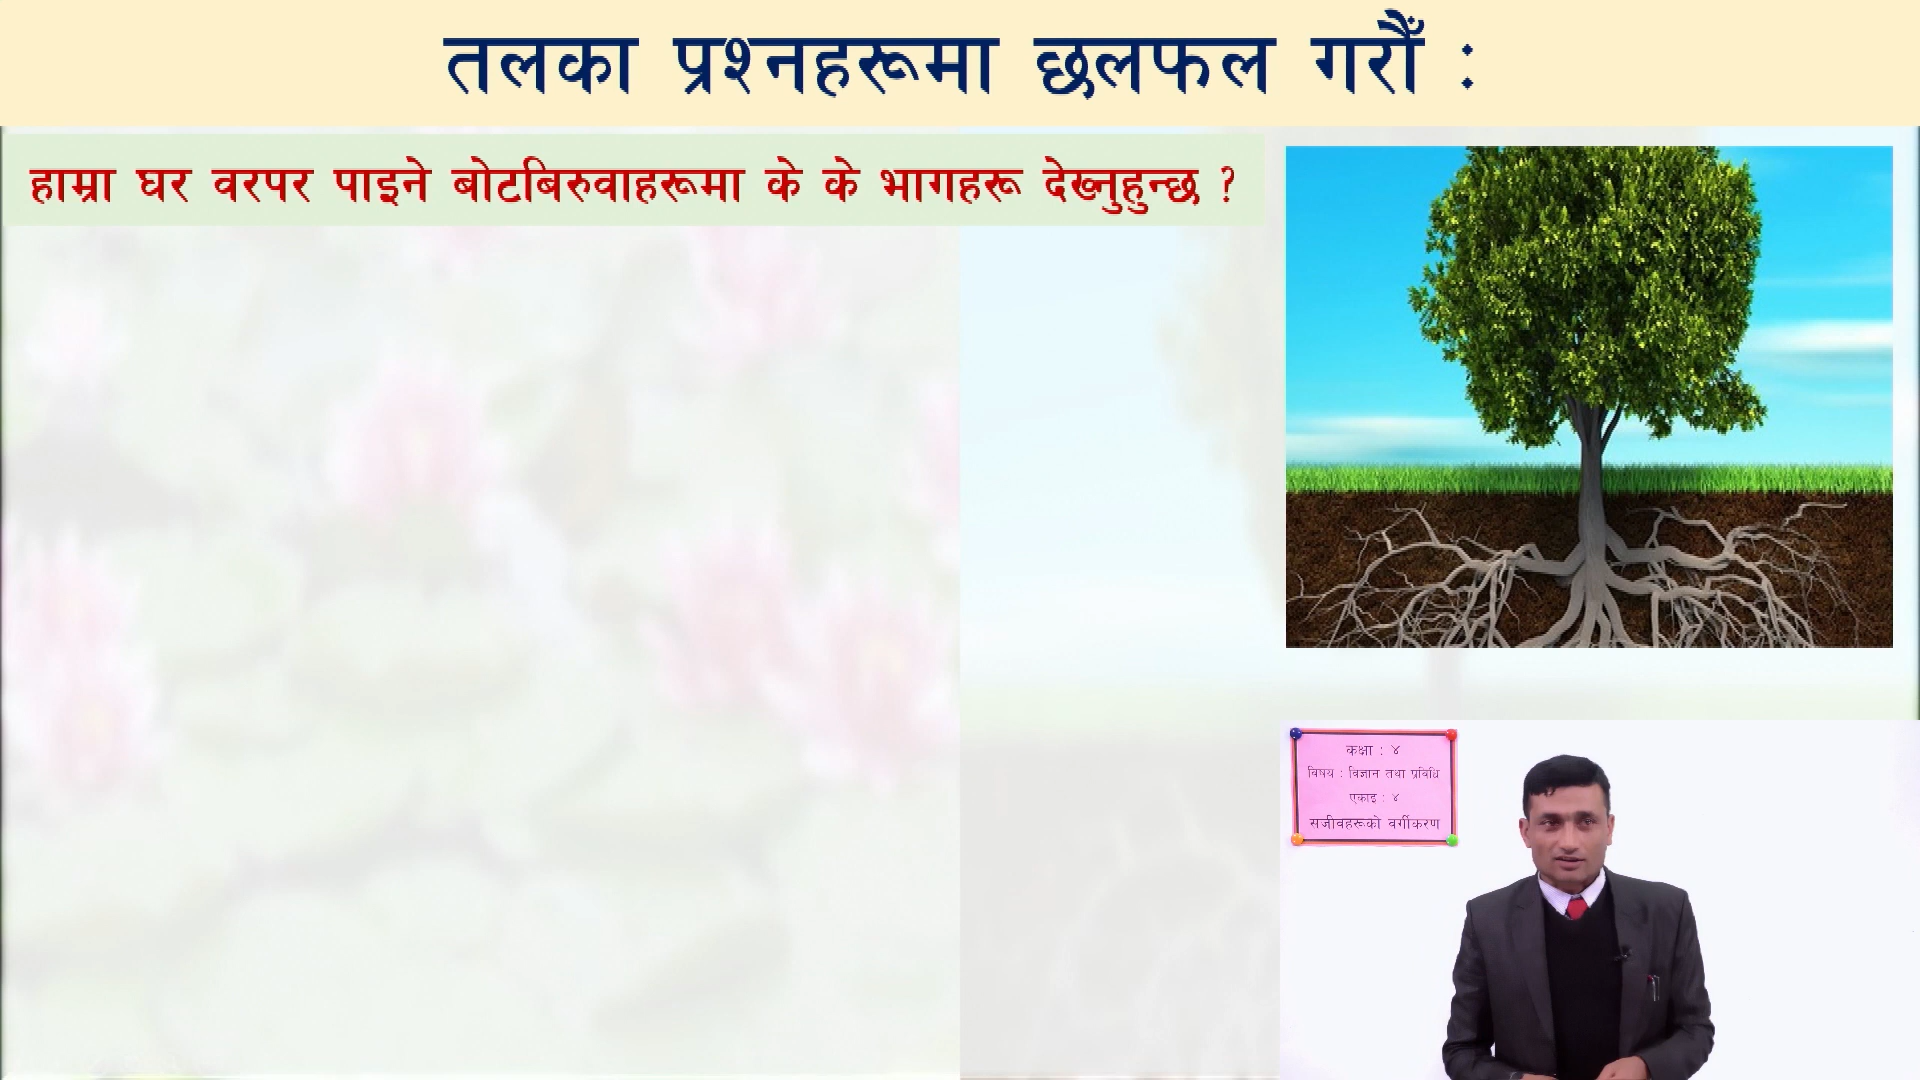 तलका प्रश्नहरूमा छलफल गरौँ :
हाम्रा घर वरपर पाइने बोटबिरुवाहरूमा के के भागहरू देख्नुहुन्छ ?
कक्षा : ४
विषय : विज्ञान तथा प्रविधि
एकाइ : ४
सजीवहरूको वर्गीकरण